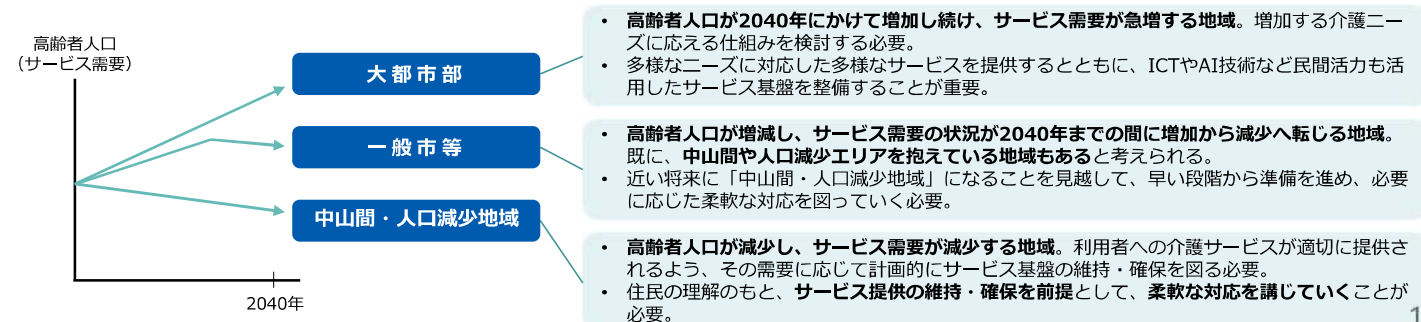 高齢者人口
（サービス需要）
2040年
大都市部
一般市等
中山間・人口減少地域
• 高齢者人口が2040年にかけて増加し続け、サービス需要が急増する地域。増加する介護ニー
ズに応える仕組みを検討する必要。
• 多様なニーズに対応した多様なサービスを提供するとともに、ICTやAI技術など民間活力も活
用したサービス基盤を整備することが重要。
• 高齢者人口が増減し、サービス需要の状況が2040年までの間に増加から減少へ転じる地域。
既に、中山間や人口減少エリアを抱えている地域もあると考えられる。
• 近い将来に「中山間・人口減少地域」になることを見越して、早い段階から準備を進め、必要
に応じた柔軟な対応を図っていく必要。
• 高齢者人口が減少し、サービス需要が減少する地域。利用者への介護サービスが適切に提供さ
れるよう、その需要に応じて計画的にサービス基盤の維持・確保を図る必要。
• 住民の理解のもと、サービス提供の維持・確保を前提として、柔軟な対応を講じていくことが
必要。
1